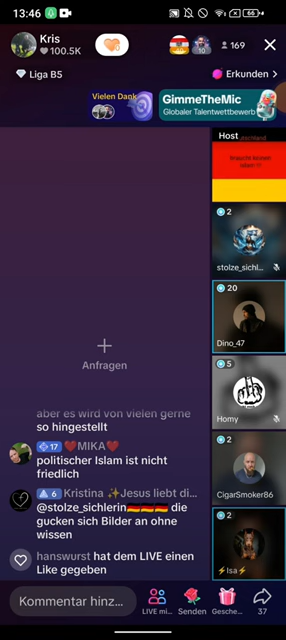 13:46
66
Kris
100.5K
10
169
Liga B5
Erkunden >
Vielen Dank
GimmeTheMic
Globaler Talentwettbewerb
Host
2
stolze_sichl...
20
Dino_47
Anfragen
5
Homy
aber es wird von vielen gerne
so hingestellt
17 ❤️MIKA❤️
politischer Islam ist nicht
friedlich
2
CigarSmoker86
6 Kristina ✨Jesus liebt di...
@stolze_sichlerin🇩🇪🇩🇪🇩🇪 die
gucken sich Bilder an ohne
wissen
2
⚡Isa⚡
hanswurst hat dem LIVE einen
Like gegeben
Kommentar hinz...
LIVE mi...
Senden
Gesche...
37